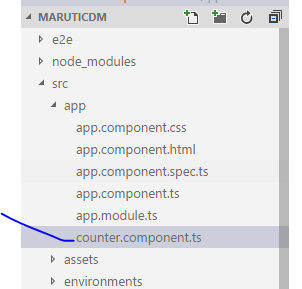 MARUTICDM
e2e
node_modules
src
app
app.component.css
app.component.html
app.component.spec.ts
app.component.ts
app.module.ts
counter.component.ts
assets
environments